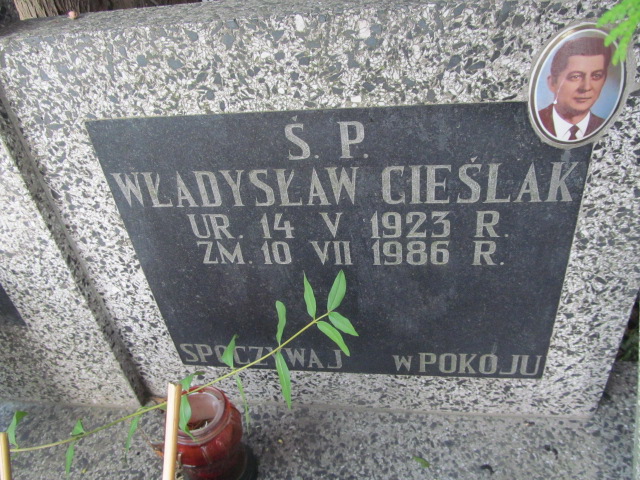 Ś. P.
WŁADYSŁAW CIEŚLAK
UR. 14 V 1923 R.
ZM. 10 VII 1986 R.
SPOCZYWAJ W POKOJU